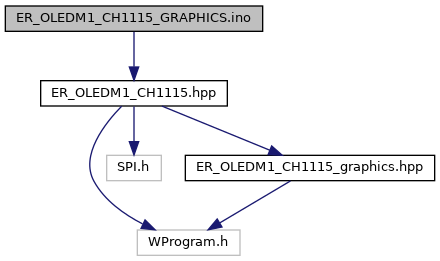 ER_OLEDM1_CH1115_GRAPHICS.ino
ER_OLEDM1_CH1115.hpp
SPI.h
ER_OLEDM1_CH1115_graphics.hpp
WProgram.h